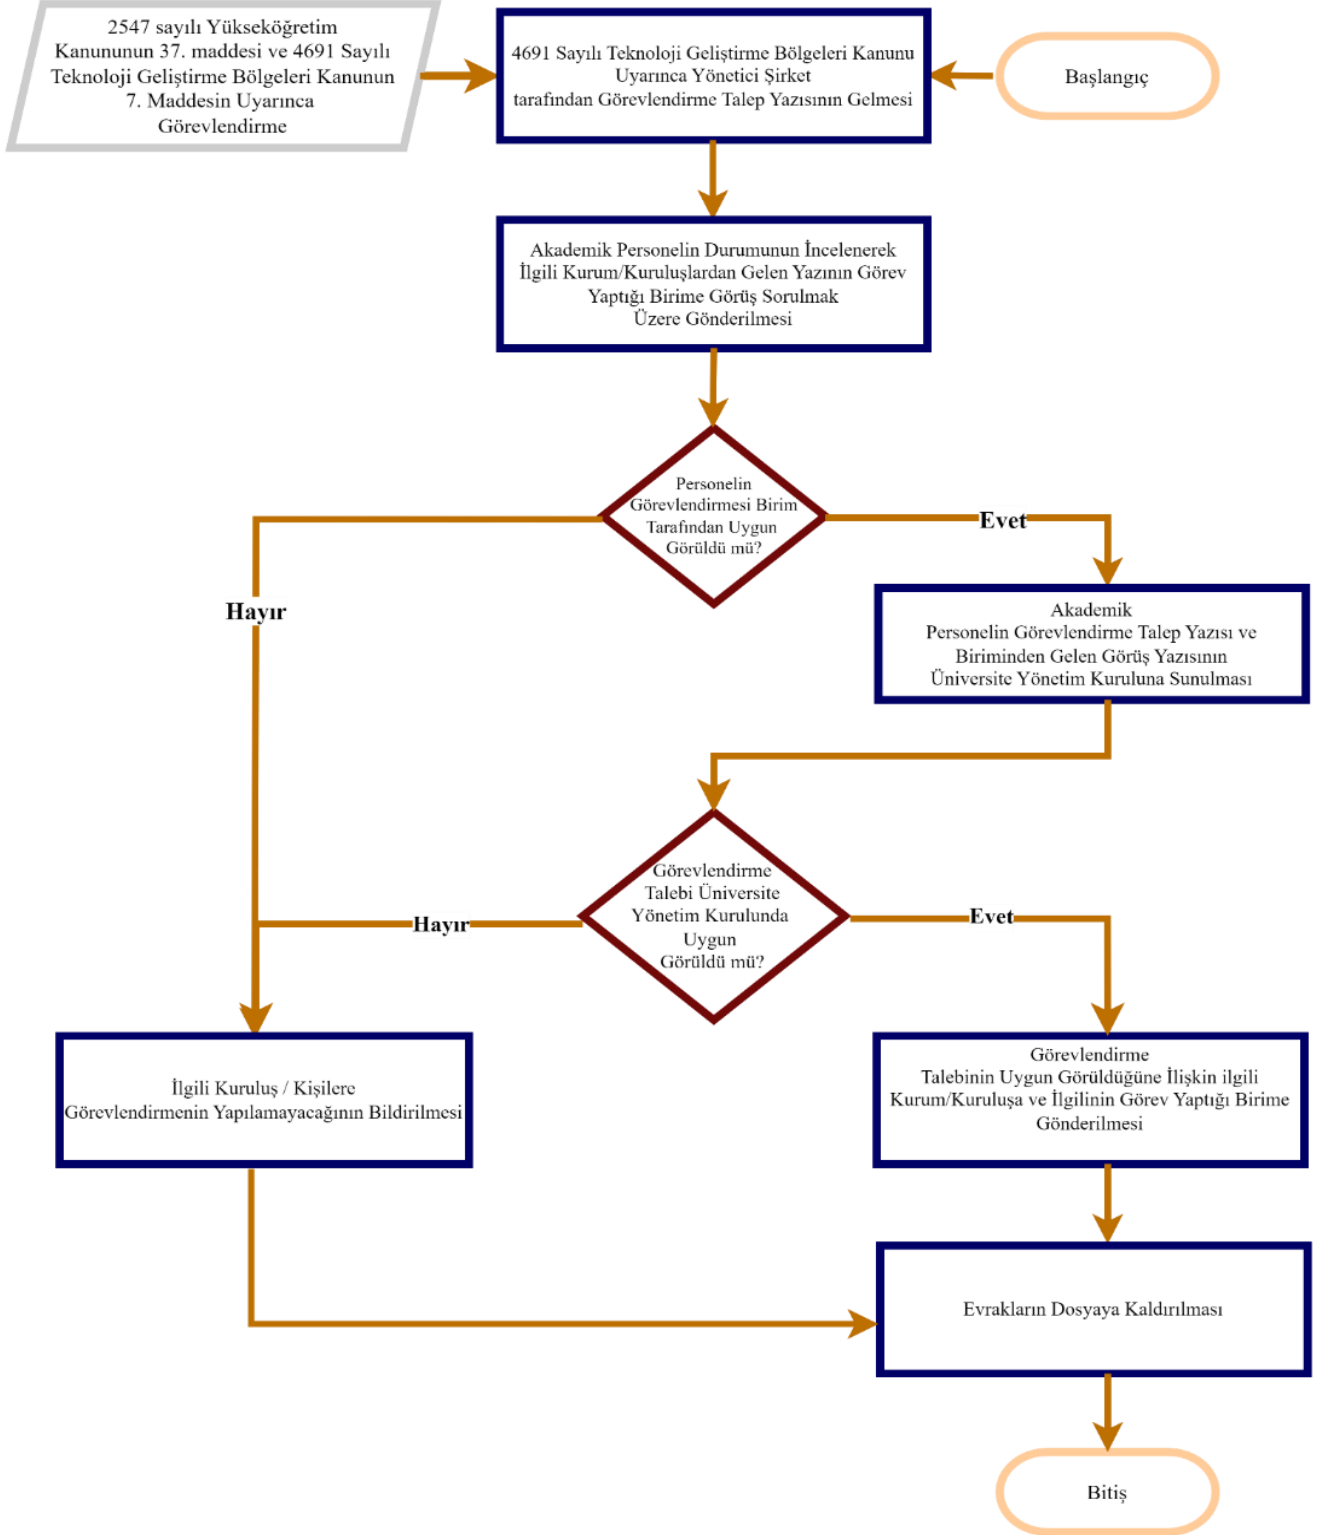 2547 sayılı Yükseköğretim
Kanununun 37. maddesi ve 4691 Sayılı
Teknoloji Geliştirme Bölgeleri Kanunun
7. Maddesin Uyarınca
Görevlendirme
4691 Sayılı Teknoloji Geliştirme Bölgeleri Kanunu
Uyarınca Yönetici Şirket
tarafından Görevlendirme Talep Yazısının Gelmesi
Başlangıç
Akademik Personelin Durumunun İncelenerek
İlgili Kurum/Kuruluşlardan Gelen Yazının Görev
Yaptığı Birime Görüş Sorulmak
Üzere Gönderilmesi
Personelin
Görevlendirmesi Birim
Tarafından Uygun
Görüldü mü?
Evet
Hayır
Akademik
Personelin Görevlendirme Talep Yazısı ve
Biriminden Gelen Görüş Yazısının
Üniversite Yönetim Kuruluna Sunulması
Görevlendirme
Talebi Üniversite
Yönetim Kurulunda
Uygun
Görüldü mü?
Hayır
Evet
İlgili Kuruluş / Kişilere
Görevlendirmenin Yapılamayacağının Bildirilmesi
Görevlendirme
Talebinin Uygun Görüldüğüne İlişkin ilgili
Kurum/Kuruluşa ve İlgilinin Görev Yaptığı Birime
Gönderilmesi
Evrakların Dosyaya Kaldırılması
Bitiş